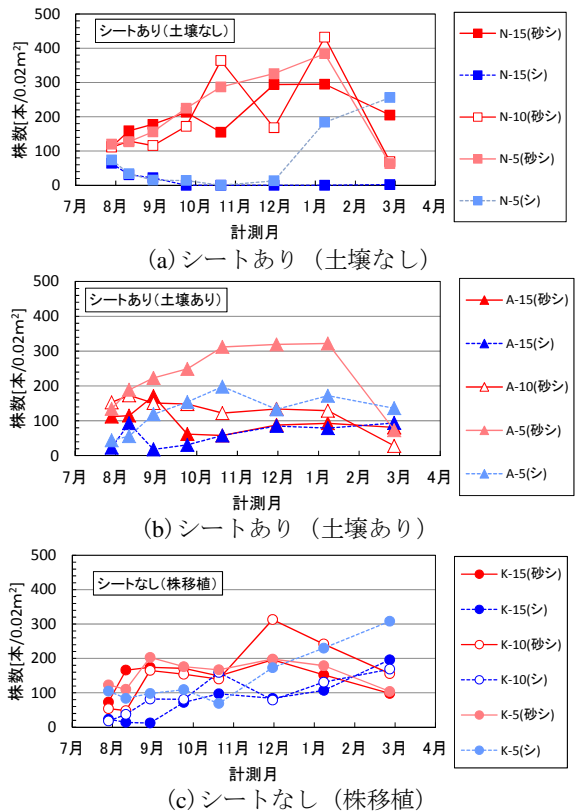 500
400
300
200
100
0
株数[本/0.02m²]
シートあり(土壌なし)
7月 8月 9月 10月 11月 12月 1月 2月 3月 4月
計測月
N-15(砂シ)
N-15(シ)
N-10(砂シ)
N-5(砂シ)
N-5(シ)
(a)シートあり（土壌なし）
500
400
300
200
100
0
株数[本/0.02m²]
シートあり(土壌あり)
7月 8月 9月 10月 11月 12月 1月 2月 3月 4月
計測月
A-15(砂シ)
A-15(シ)
A-10(砂シ)
A-5(砂シ)
A-5(シ)
(b)シートあり（土壌あり）
500
400
300
200
100
0
株数[本/0.02m²]
シートなし(株移植)
7月 8月 9月 10月 11月 12月 1月 2月 3月 4月
計測月
K-15(砂シ)
K-15(シ)
K-10(砂シ)
K-10(シ)
K-5(砂シ)
K-5(シ)
(c)シートなし（株移植）